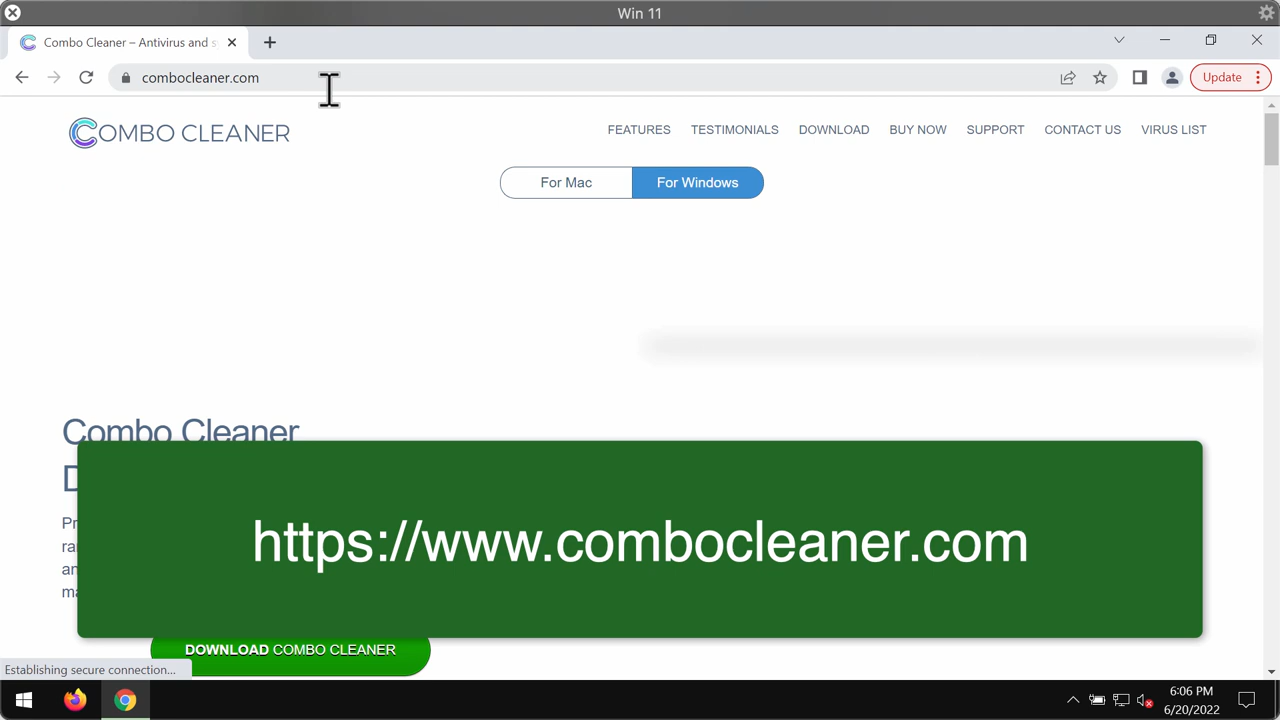 Win 11
Combo Cleaner – Antivirus and
combocleaner.com
Update
COMBO CLEANER
FEATURES TESTIMONIALS DOWNLOAD BUY NOW SUPPORT CONTACT US VIRUS LIST
For Mac For Windows
Combo Cleaner
https://www.combocleaner.com
DOWNLOAD COMBO CLEANER
Establishing secure connection...
6:06 PM
6/20/2022